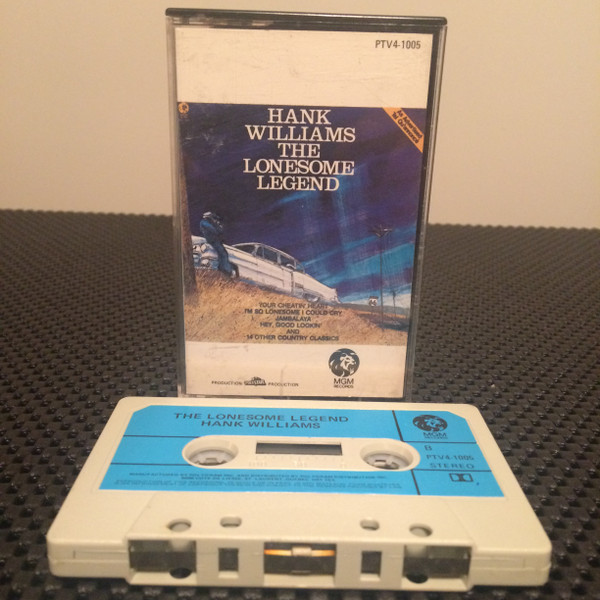 PTV4-1005
HANK
WILLIAMS
THE
LONESOME
LEGEND
YOUR CHEATIN' HEART
I'M SO LONESOME I COULD CRY
JAMBALAYA
HEY, GOOD LOOKIN'
AND
14 OTHER COUNTRY CLASSICS
PRODUCTION PRODUCTION
MGM
RECORDS
THE LONESOME LEGEND
HANK WILLIAMS
MGM
B
PTV4-1005
STEREO